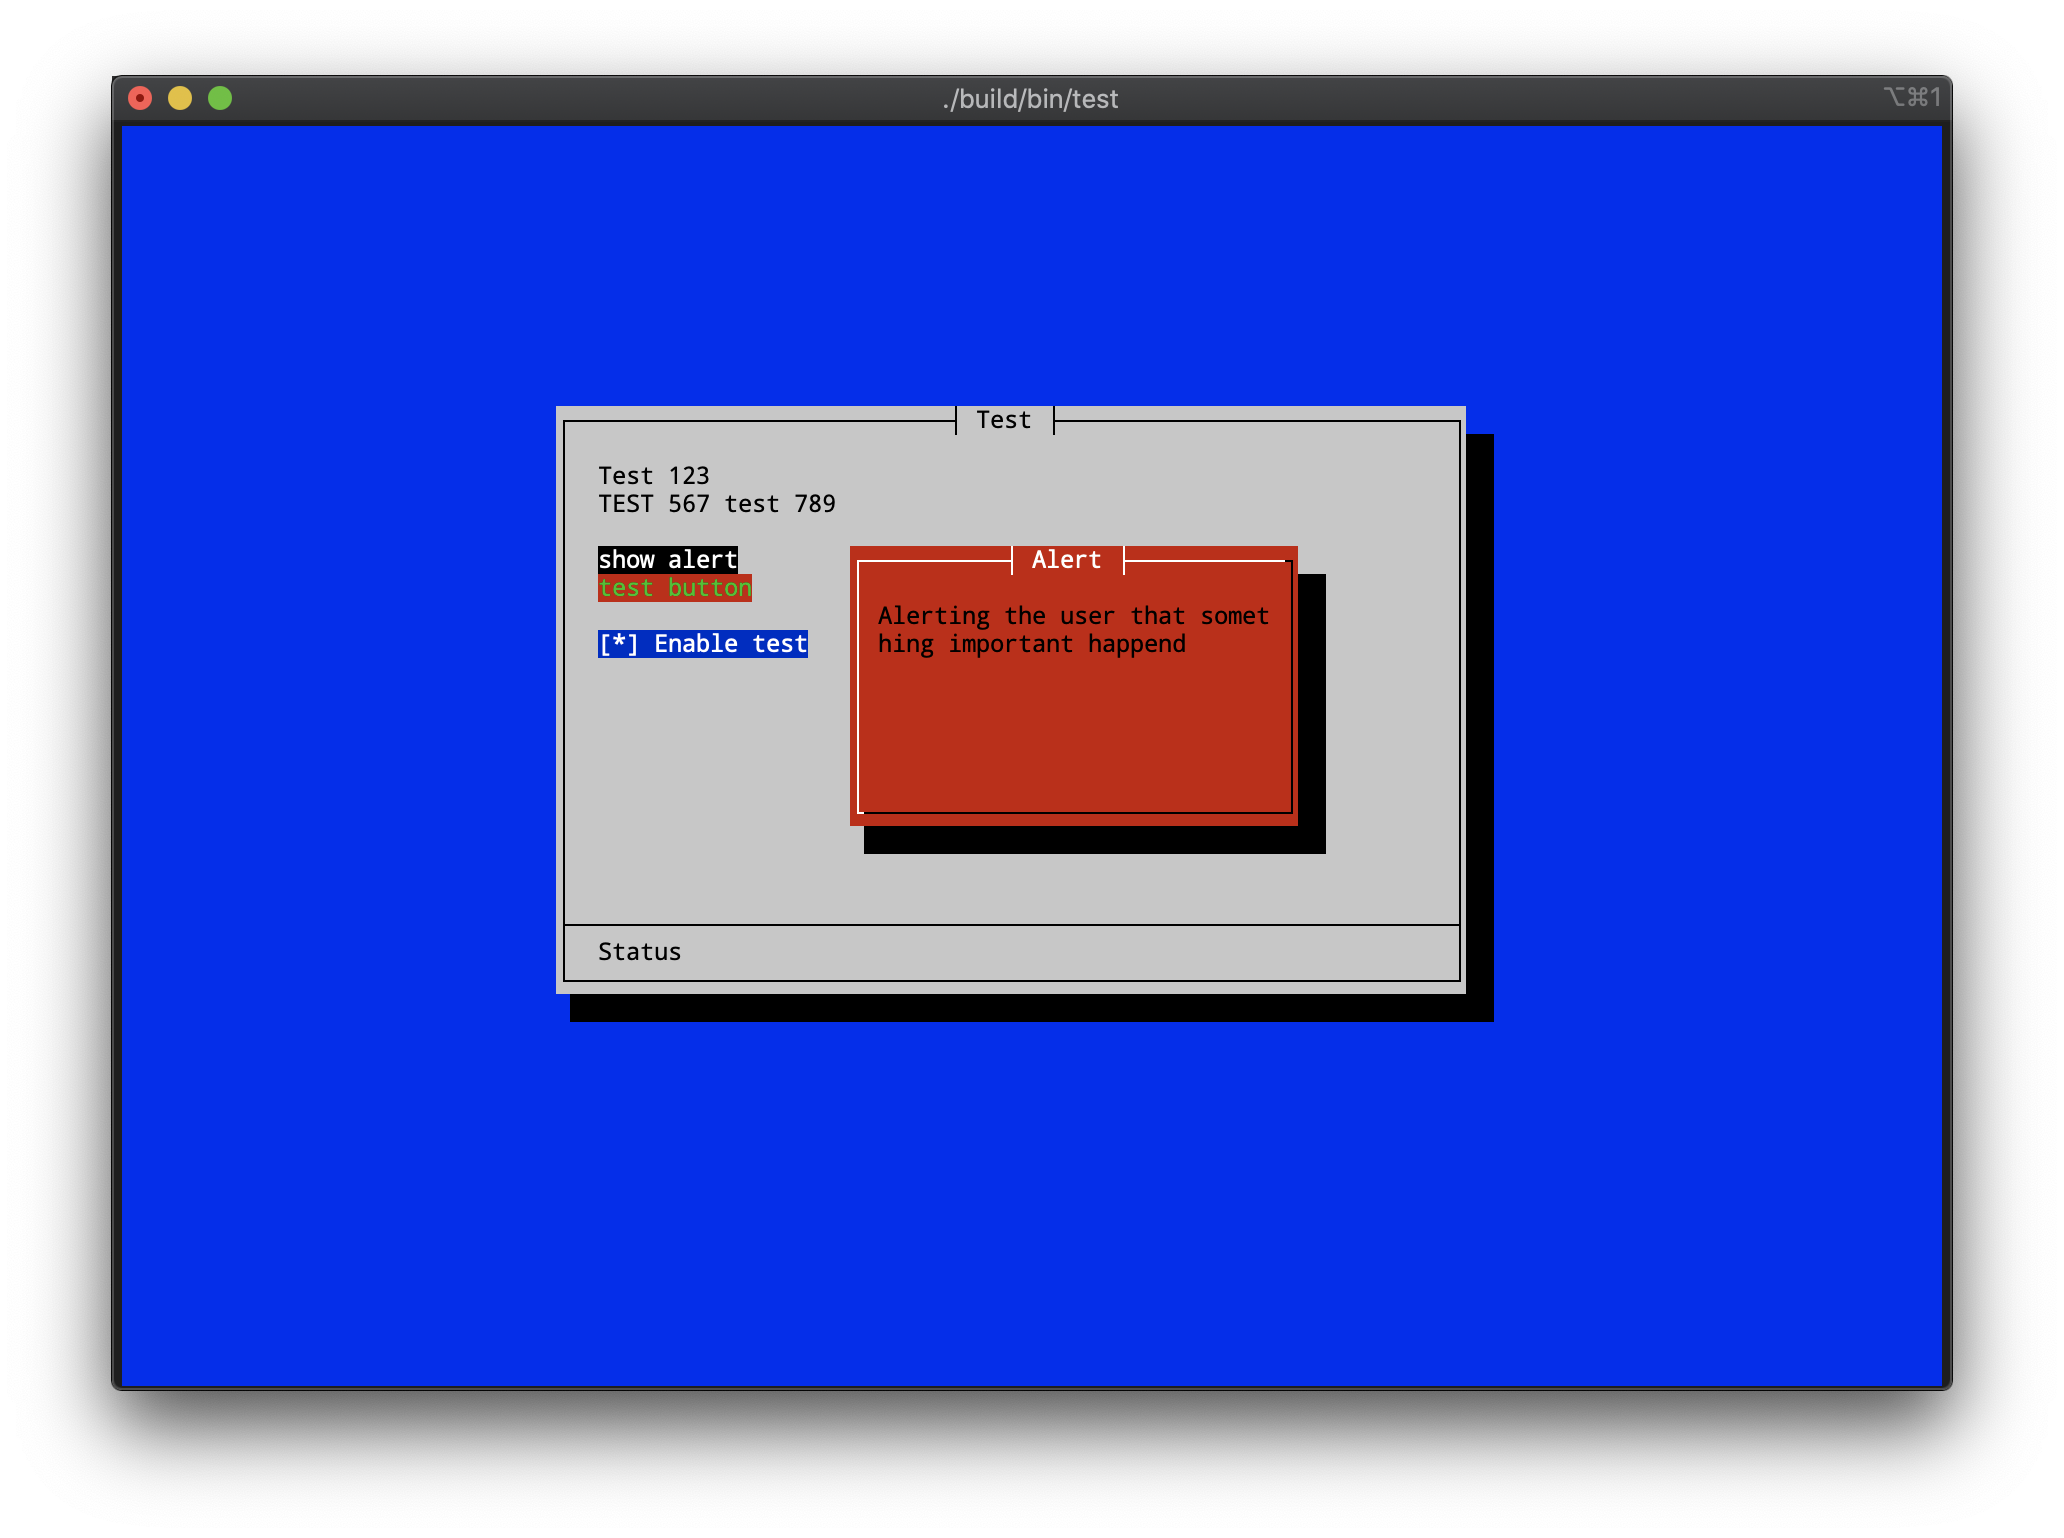 ./build/bin/test
⌥⌘1
Test
Test 123
TEST 567 test 789
show alert
test button
[*] Enable test
Alert
Alerting the user that somet
hing important happend
Status